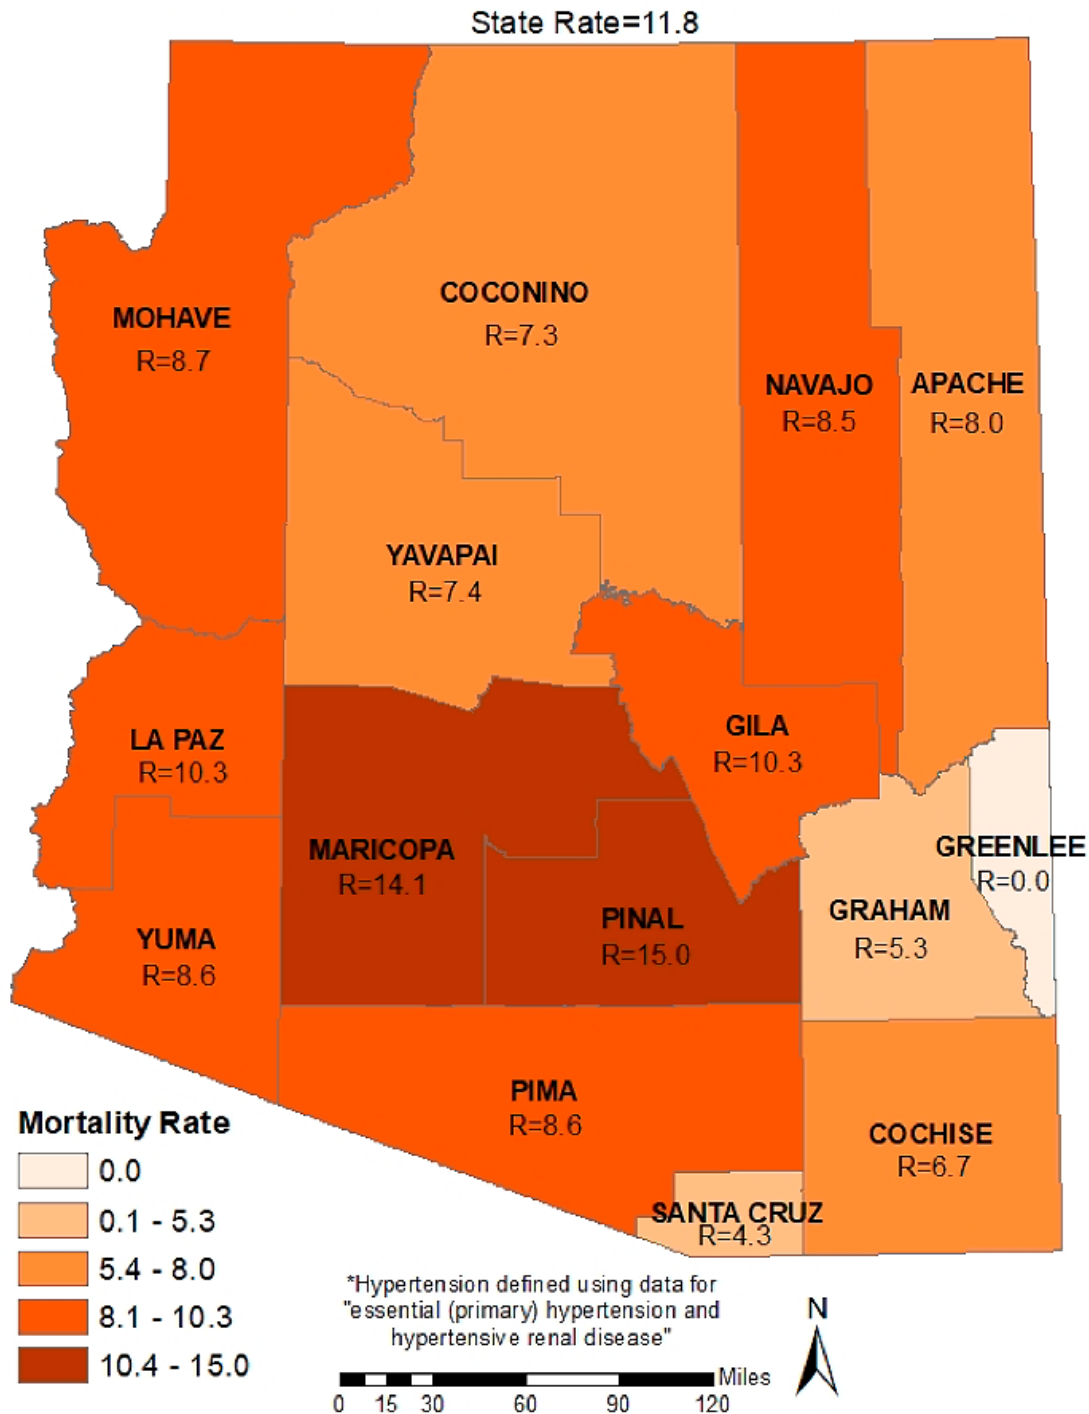 State Rate=11.8
MOHAVE
R=8.7
COCONINO
R=7.3
NAVAJO
R=8.5
APACHE
R=8.0
YAVAPAI
R=7.4
LA PAZ
R=10.3
GILA
R=10.3
MARICOPA
R=14.1
PINAL
R=15.0
GREENLEE
R=0.0
GRAHAM
R=5.3
YUMA
R=8.6
PIMA
R=8.6
COCHISE
R=6.7
SANTA CRUZ
R=4.3
Mortality Rate
0.0
0.1 - 5.3
5.4 - 8.0
8.1 - 10.3
10.4 - 15.0
*Hypertension defined using data for
"essential (primary) hypertension and
hypertensive renal disease"
N
Miles
0 15 30 60 90 120